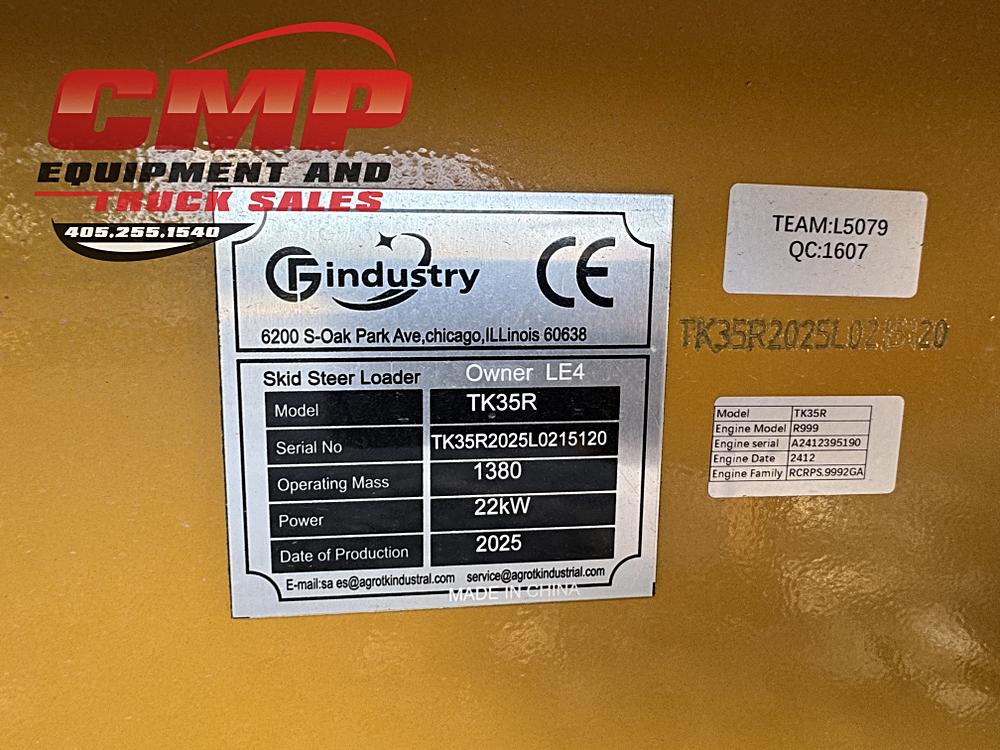 CMP
EQUIPMENT AND
TRUCK SALES
405.255.1540
industry CE
6200 S-Oak Park Ave,chicago,ILLinois 60638
Skid Steer Loader Owner LE4
Model TK35R
Serial No TK35R2025L0215120
Operating Mass 1380
Power 22kW
Date of Production 2025
E-mail:sa es@agrotkindustral.com service@agrotkindustrial.com
MADE IN CHINA
TEAM:L5079
QC:1607
TK35R2025L0215120
Model TK35R
Engine Model R999
Engine serial A2412395190
Engine Date 2412
Engine Family RCRPS.9992GA